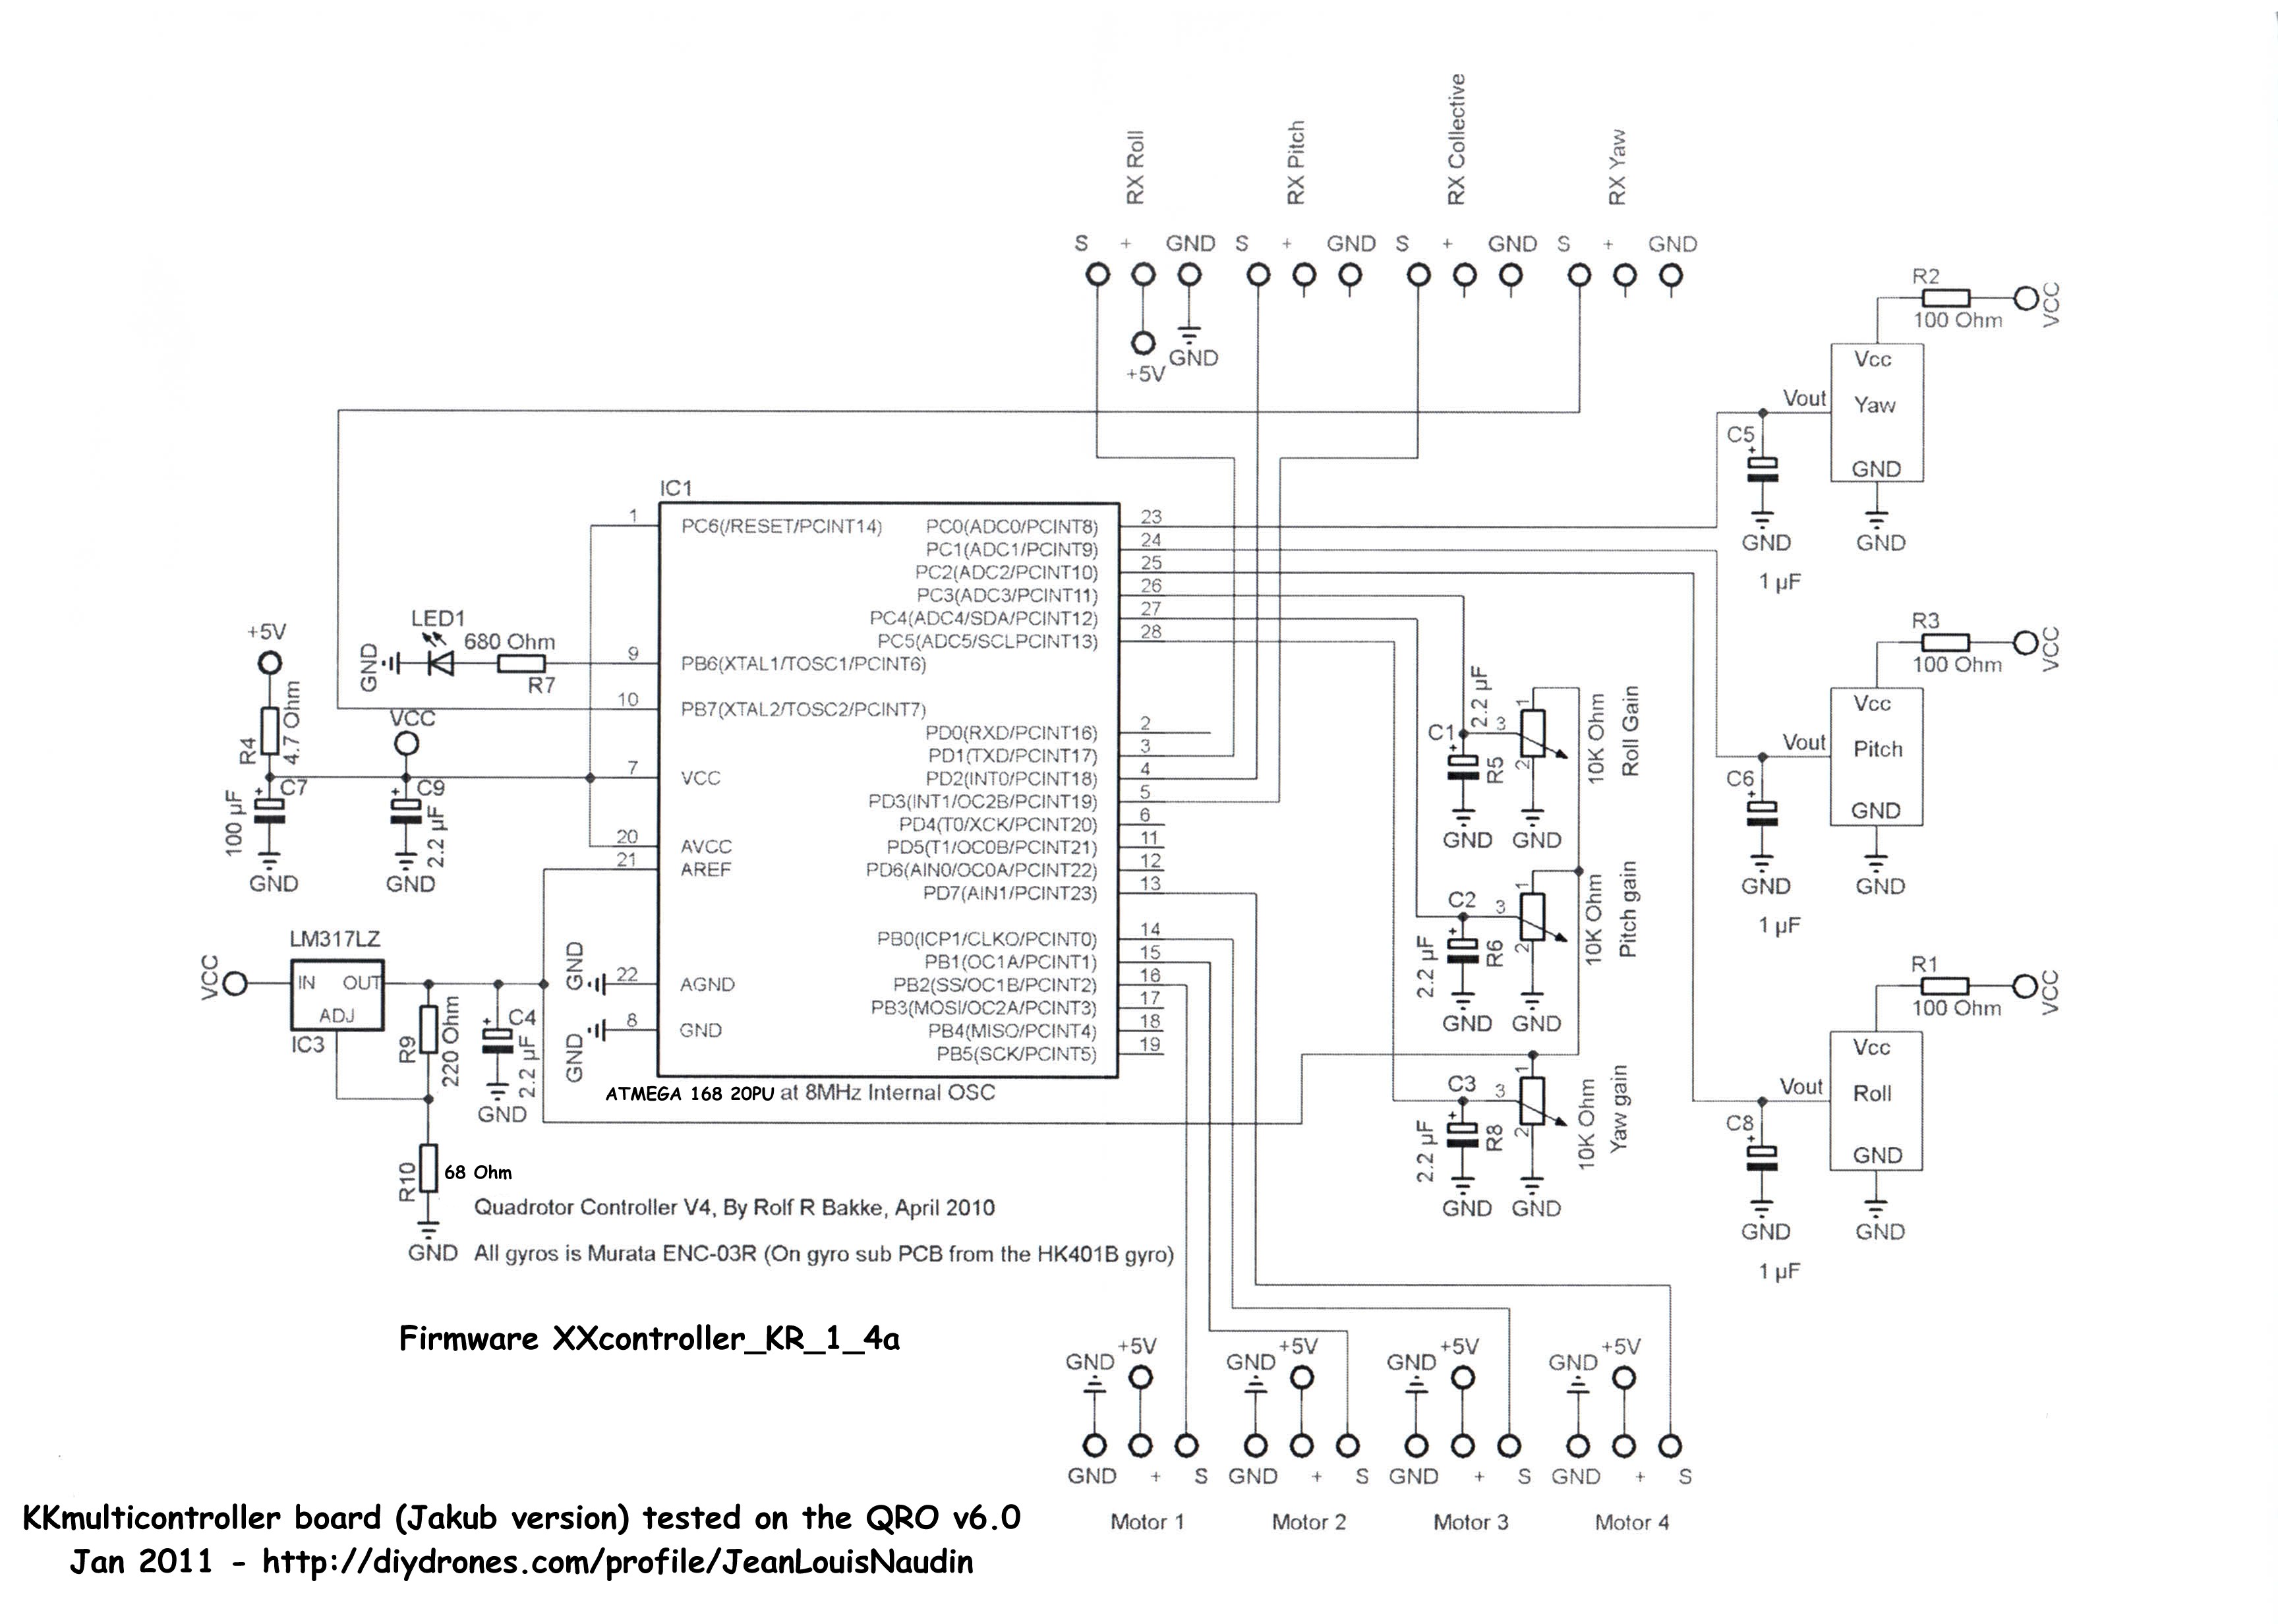 RX Roll
RX Pitch
RX Collective
RX Yaw
S + GND S + GND S + GND S + GND
+5V
GND
R2
100 Ohm
VCC
Vcc
Yaw
GND
Vout
C5
+
GND
GND
1 µF
R3
100 Ohm
VCC
Vcc
Pitch
GND
Vout
C6
+
GND
GND
1 µF
R1
100 Ohm
VCC
Vcc
Roll
GND
Vout
C8
+
GND
GND
1 µF
IC1
1 PC6(/RESET/PCINT14)
9 PB6(XTAL1/TOSC1/PCINT6)
10 PB7(XTAL2/TOSC2/PCINT7)
7 VCC
20 AVCC
21 AREF
22 AGND
8 GND
PC0(ADC0/PCINT8) 23
PC1(ADC1/PCINT9) 24
PC2(ADC2/PCINT10) 25
PC3(ADC3/PCINT11) 26
PC4(ADC4/SDA/PCINT12) 27
PC5(ADC5/SCLPCINT13) 28
PD0(RXD/PCINT16) 2
PD1(TXD/PCINT17) 3
PD2(INT0/PCINT18) 4
PD3(INT1/OC2B/PCINT19) 5
PD4(T0/XCK/PCINT20) 6
PD5(T1/OC0B/PCINT21) 11
PD6(AIN0/OC0A/PCINT22) 12
PD7(AIN1/PCINT23) 13
PB0(ICP1/CLKO/PCINT0) 14
PB1(OC1A/PCINT1) 15
PB2(SS/OC1B/PCINT2) 16
PB3(MOSI/OC2A/PCINT3) 17
PB4(MISO/PCINT4) 18
PB5(SCK/PCINT5) 19
ATMEGA 168 20PU at 8MHz Internal OSC
LED1
680 Ohm
GND
R7
+5V
R4
4.7 Ohm
VCC
+ C7
100 µF
GND
+ C9
2.2 µF
GND
LM317LZ
VCC
IN OUT
ADJ
IC3
R9
220 Ohm
+ C4
2.2 µF
GND
GND
GND
R10
68 Ohm
GND
C1
+
2.2 µF
R5
3
1
2
10K Ohm
Roll Gain
GND GND
C2
+
2.2 µF
R6
3
1
2
10K Ohm
Pitch gain
GND GND
C3
+
2.2 µF
R8
3
1
2
10K Ohm
Yaw gain
GND GND
Quadrotor Controller V4, By Rolf R Bakke, April 2010
All gyros is Murata ENC-03R (On gyro sub PCB from the HK401B gyro)
Firmware XXcontroller_KR_1_4a
GND +5V GND +5V GND +5V GND +5V
GND + S GND + S GND + S GND + S
Motor 1 Motor 2 Motor 3 Motor 4
KKmulticontroller board (Jakub version) tested on the QRO v6.0
Jan 2011 - http://diydrones.com/profile/JeanLouisNaudin